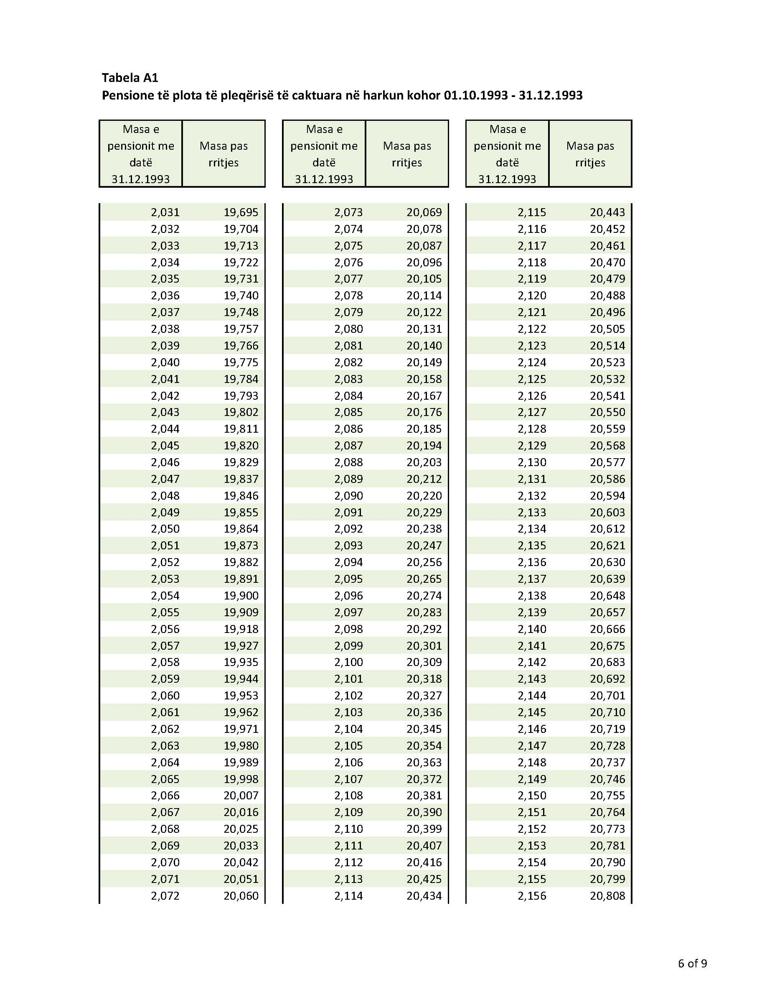 Tabela A1
Pensione të plota të pleqërisë të caktuara në harkun kohor 01.10.1993 - 31.12.1993
Masa e pensionit me datë 31.12.1993 Masa pas rritjes Masa e pensionit me datë 31.12.1993 Masa pas rritjes Masa e pensionit me datë 31.12.1993 Masa pas rritjes
2,031 19,695 2,073 20,069 2,115 20,443
2,032 19,704 2,074 20,078 2,116 20,452
2,033 19,713 2,075 20,087 2,117 20,461
2,034 19,722 2,076 20,096 2,118 20,470
2,035 19,731 2,077 20,105 2,119 20,479
2,036 19,740 2,078 20,114 2,120 20,488
2,037 19,748 2,079 20,122 2,121 20,496
2,038 19,757 2,080 20,131 2,122 20,505
2,039 19,766 2,081 20,140 2,123 20,514
2,040 19,775 2,082 20,149 2,124 20,523
2,041 19,784 2,083 20,158 2,125 20,532
2,042 19,793 2,084 20,167 2,126 20,541
2,043 19,802 2,085 20,176 2,127 20,550
2,044 19,811 2,086 20,185 2,128 20,559
2,045 19,820 2,087 20,194 2,129 20,568
2,046 19,829 2,088 20,203 2,130 20,577
2,047 19,837 2,089 20,212 2,131 20,586
2,048 19,846 2,090 20,220 2,132 20,594
2,049 19,855 2,091 20,229 2,133 20,603
2,050 19,864 2,092 20,238 2,134 20,612
2,051 19,873 2,093 20,247 2,135 20,621
2,052 19,882 2,094 20,256 2,136 20,630
2,053 19,891 2,095 20,265 2,137 20,639
2,054 19,900 2,096 20,274 2,138 20,648
2,055 19,909 2,097 20,283 2,139 20,657
2,056 19,918 2,098 20,292 2,140 20,666
2,057 19,927 2,099 20,301 2,141 20,675
2,058 19,935 2,100 20,309 2,142 20,683
2,059 19,944 2,101 20,318 2,143 20,692
2,060 19,953 2,102 20,327 2,144 20,701
2,061 19,962 2,103 20,336 2,145 20,710
2,062 19,971 2,104 20,345 2,146 20,719
2,063 19,980 2,105 20,354 2,147 20,728
2,064 19,989 2,106 20,363 2,148 20,737
2,065 19,998 2,107 20,372 2,149 20,746
2,066 20,007 2,108 20,381 2,150 20,755
2,067 20,016 2,109 20,390 2,151 20,764
2,068 20,025 2,110 20,399 2,152 20,773
2,069 20,033 2,111 20,407 2,153 20,781
2,070 20,042 2,112 20,416 2,154 20,790
2,071 20,051 2,113 20,425 2,155 20,799
2,072 20,060 2,114 20,434 2,156 20,808
6 of 9